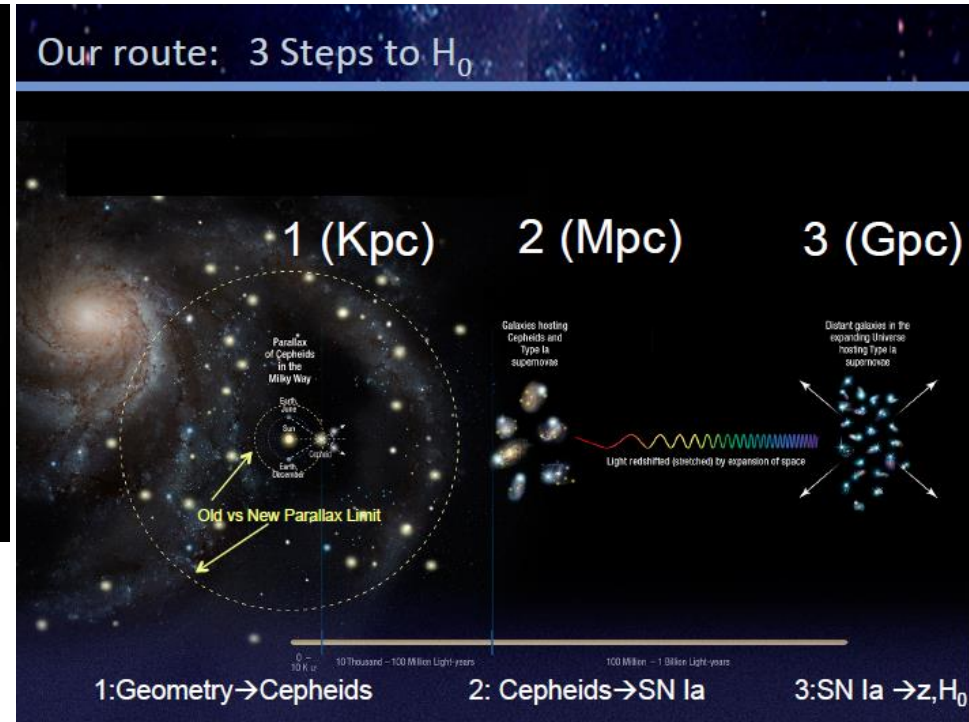 Our route: 3 Steps to H₀
1 (Kpc)
2 (Mpc)
3 (Gpc)
Parallax
of Cepheids
in the
Milky Way
Galaxies hosting
Cepheids and
Type Ia
supernovae
Distant galaxies in the
expanding Universe
hosting Type Ia
supernovae
Earth,
June
Sun
Cepheid
Earth,
December
Light redshifted (stretched) by expansion of space
Old vs New Parallax Limit
0 –
10 K
10 Thousand – 100 Million Light-years
100 Million – 1 Billion Light-years
1:Geometry→Cepheids
2: Cepheids→SN Ia
3:SN Ia →z,H₀